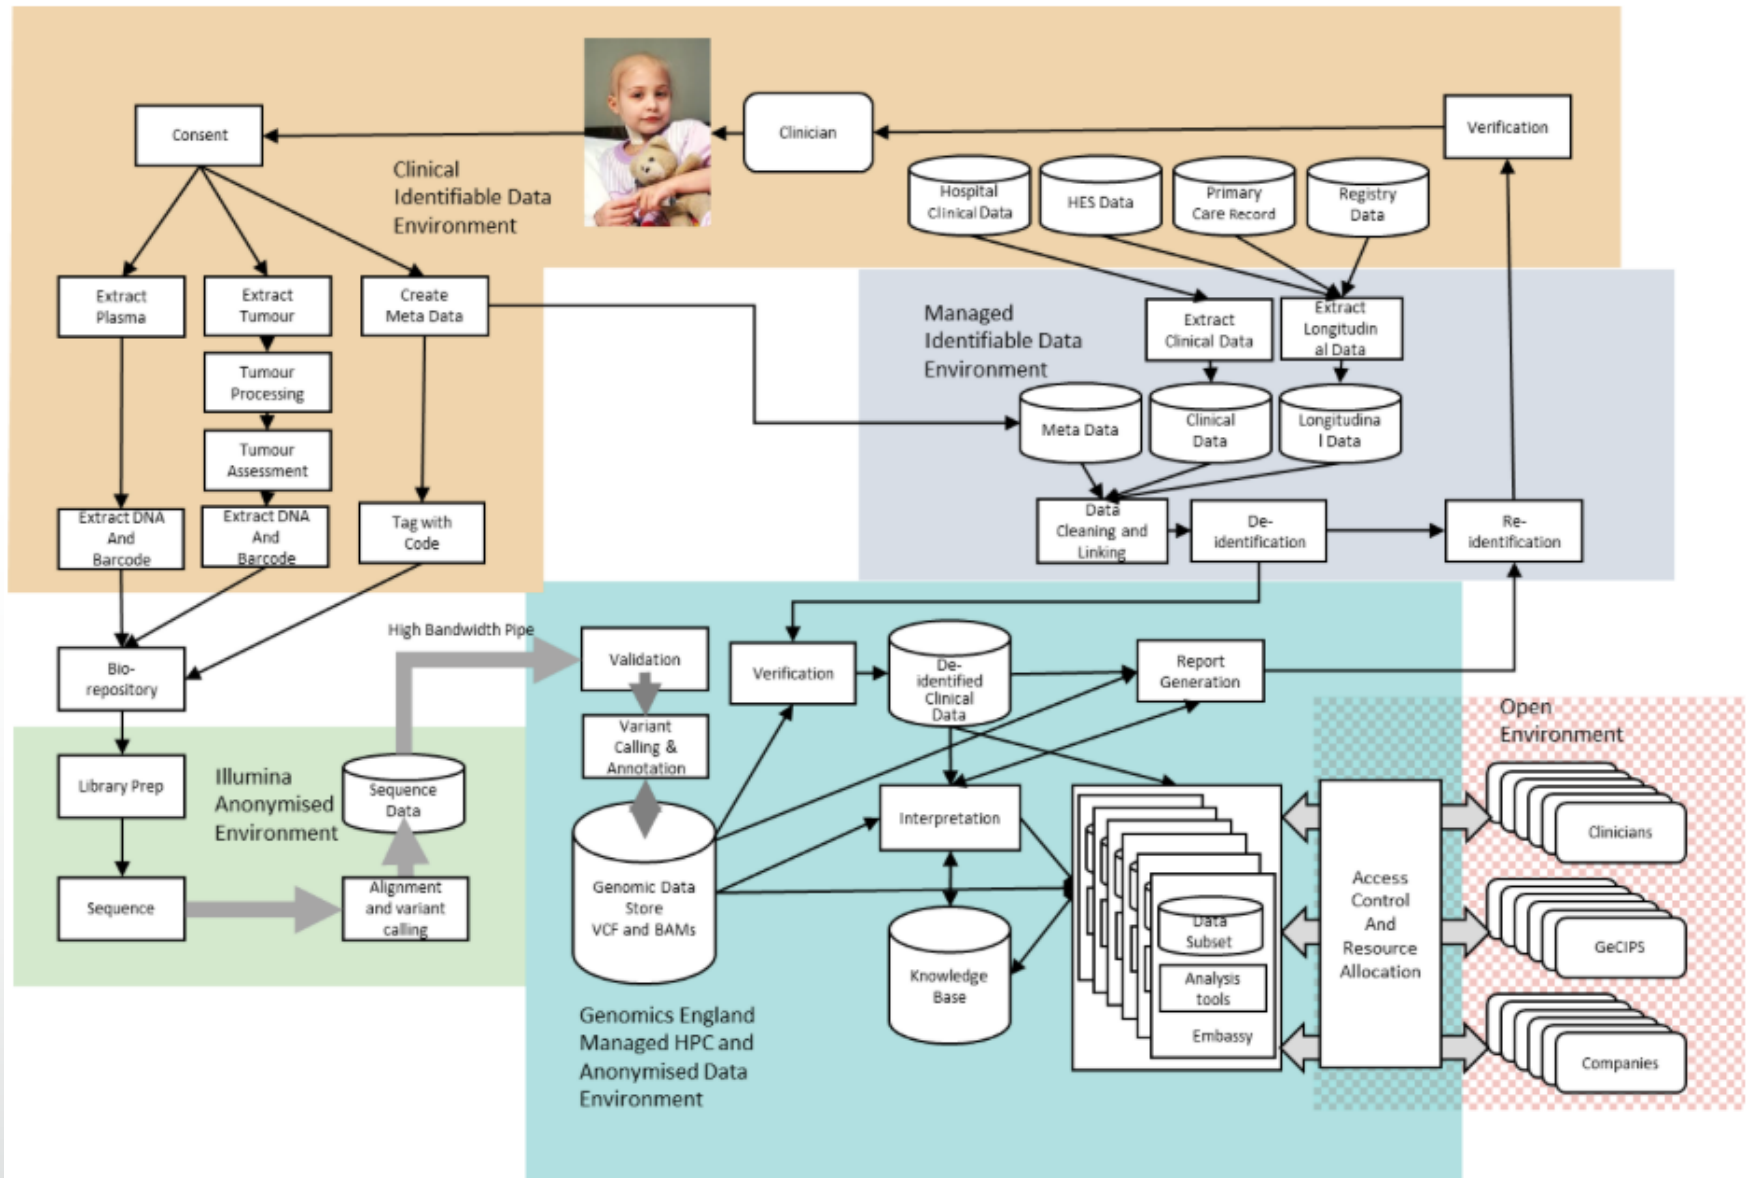 Consent
Clinical
Identifiable Data
Environment
Clinician
Verification
Hospital
Clinical Data
HES Data
Primary
Care Record
Registry
Data
Extract
Plasma
Extract
Tumour
Create
Meta Data
Tumour
Processing
Tumour
Assessment
Extract DNA
And
Barcode
Extract DNA
And
Barcode
Tag with
Code
Managed
Identifiable Data
Environment
Extract
Clinical Data
Extract
Longitudin
al Data
Meta Data
Clinical
Data
Longitudina
l Data
Data
Cleaning and
Linking
De-
identification
Re-
identification
Bio-
repository
High Bandwidth Pipe
Library Prep
Illumina
Anonymised
Environment
Sequence
Data
Sequence
Alignment
and variant
calling
Validation
Variant
Calling &
Annotation
Verification
De-
identified
Clinical
Data
Report
Generation
Genomic Data
Store
VCF and BAMs
Interpretation
Knowledge
Base
Data
Subset
Analysis
tools
Embassy
Genomics England
Managed HPC and
Anonymised Data
Environment
Access
Control
And
Resource
Allocation
Open
Environment
Clinicians
GeCIPS
Companies